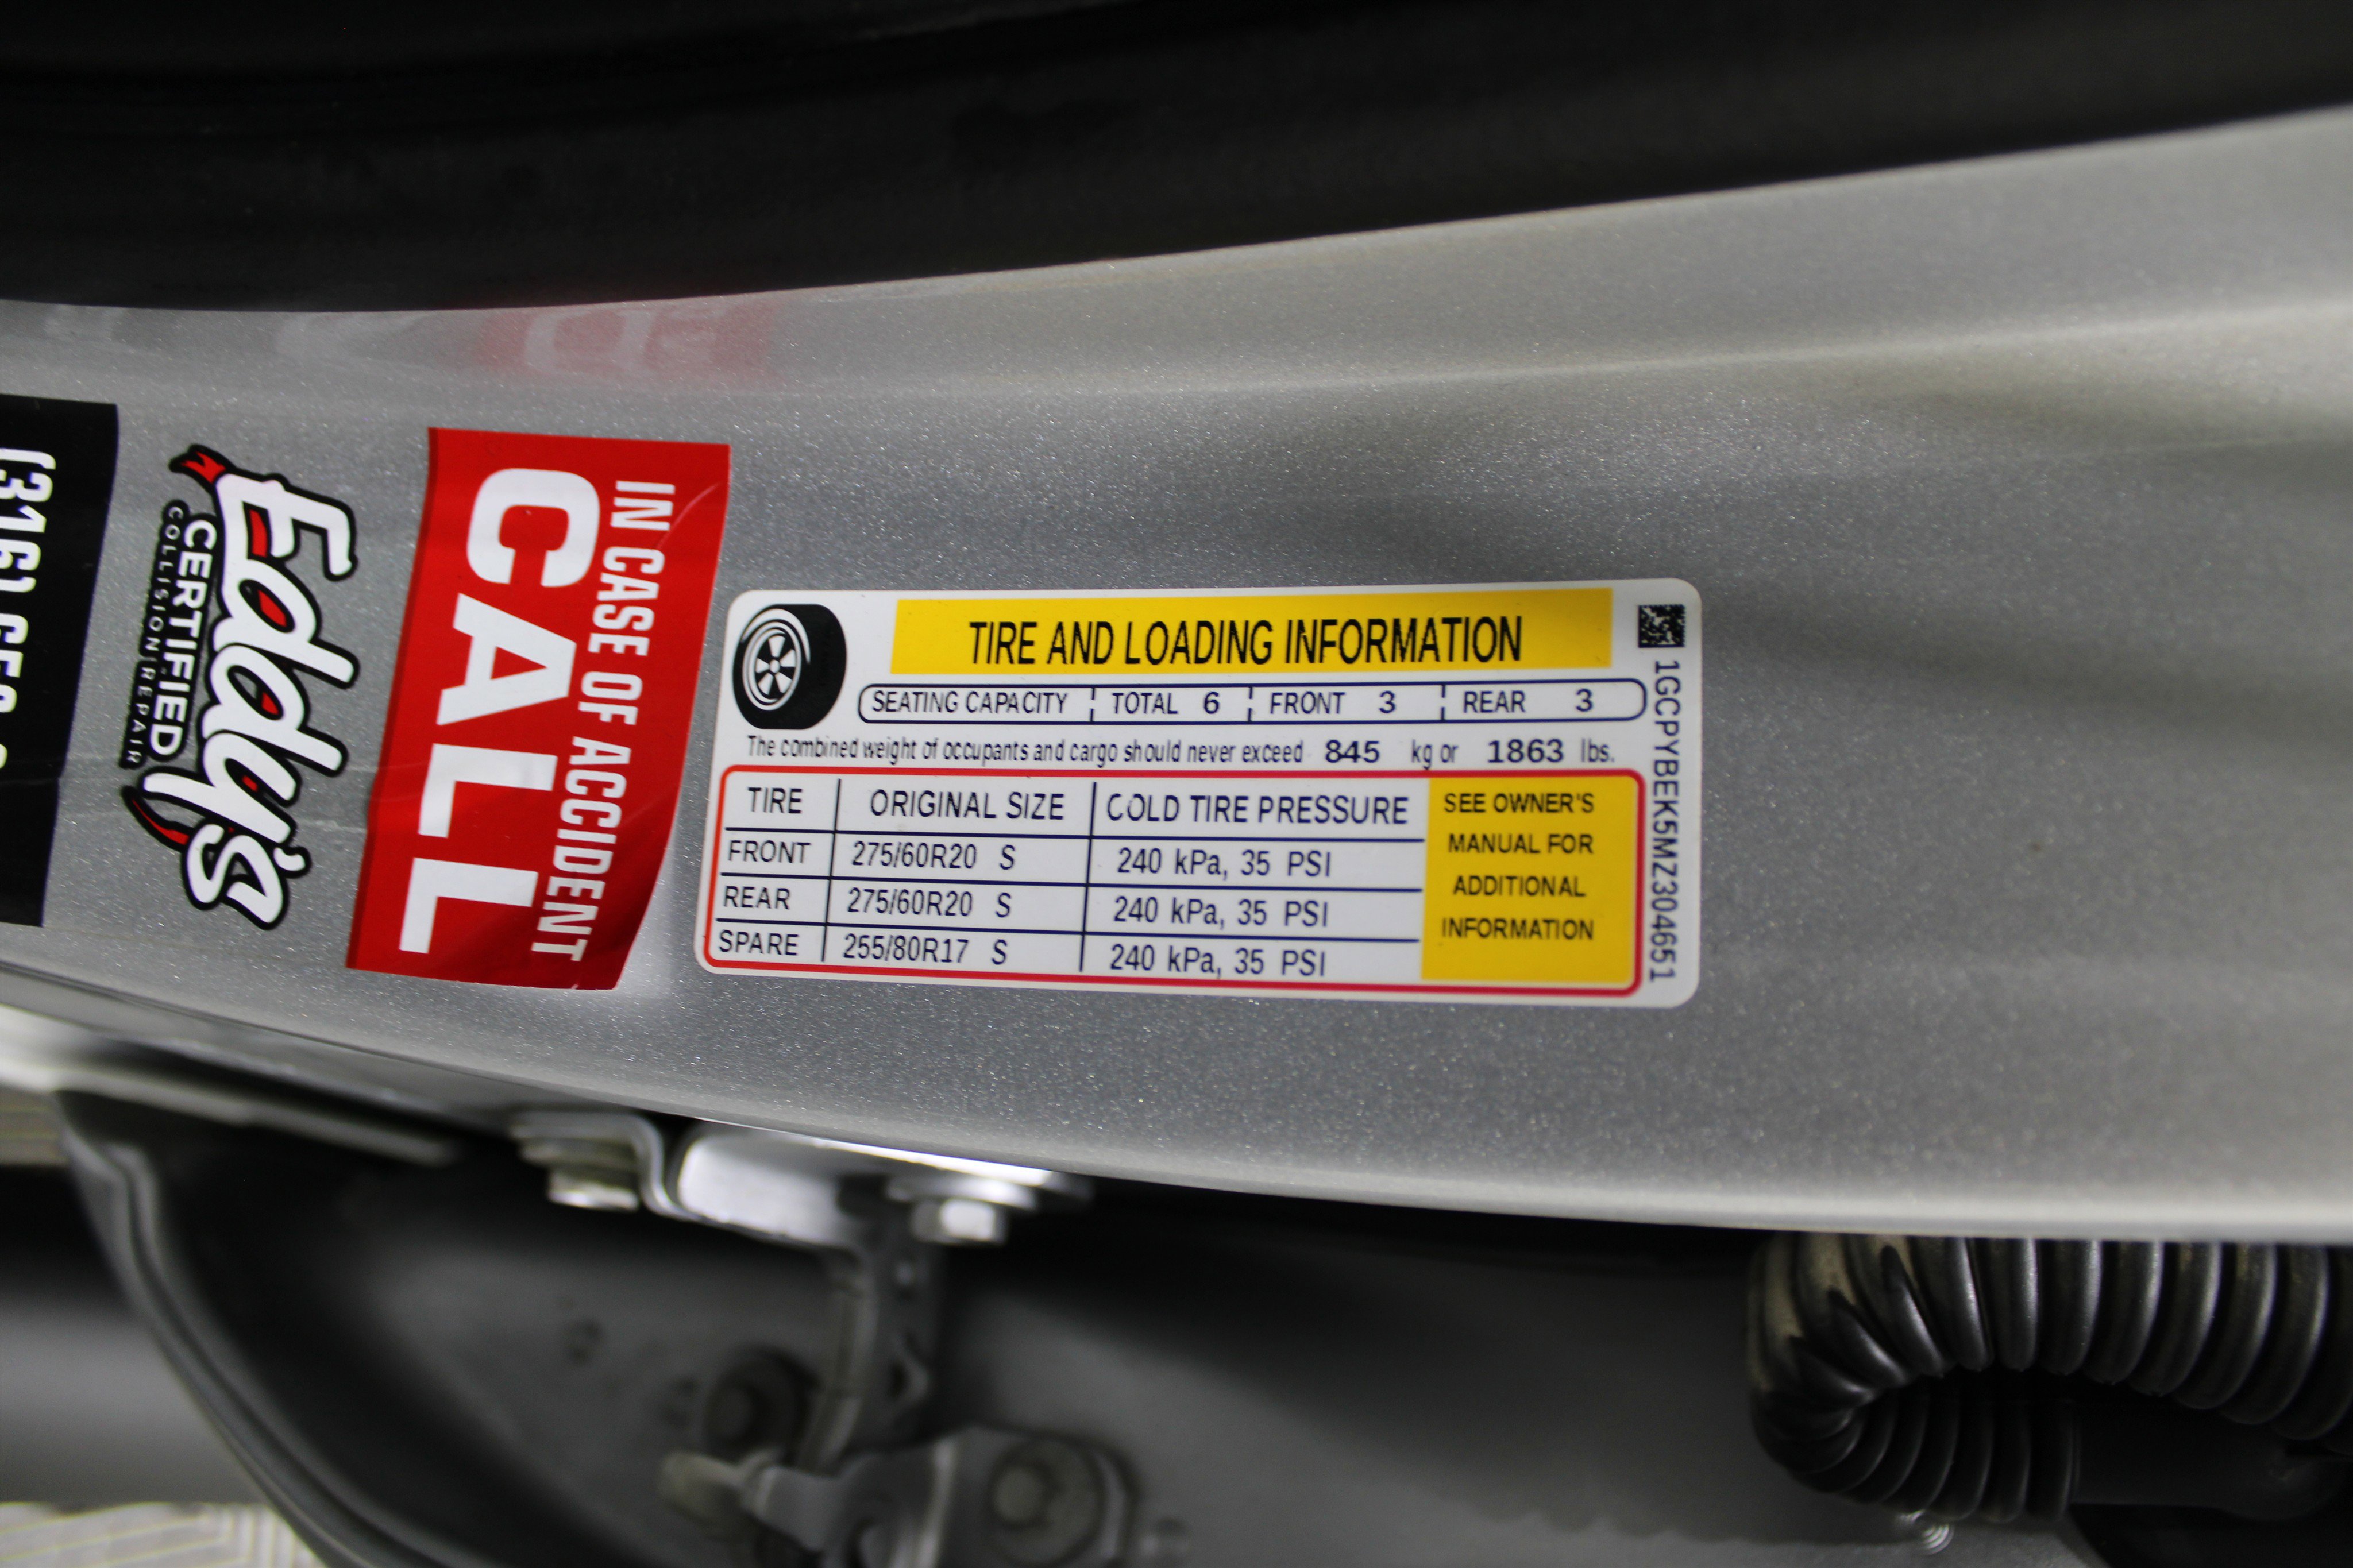 IN CASE OF ACCIDENT
CALL
Eddy's
CERTIFIED
COLLISION REPAIR
TIRE AND LOADING INFORMATION
SEATING CAPACITY TOTAL 6 FRONT 3 REAR 3
The combined weight of occupants and cargo should never exceed 845 kg or 1863 lbs.
TIRE ORIGINAL SIZE COLD TIRE PRESSURE
FRONT 275/60R20 S 240 kPa, 35 PSI
REAR 275/60R20 S 240 kPa, 35 PSI
SPARE 255/80R17 S 240 kPa, 35 PSI
SEE OWNER'S
MANUAL FOR
ADDITIONAL
INFORMATION
1GCPYBEK5MZ304651